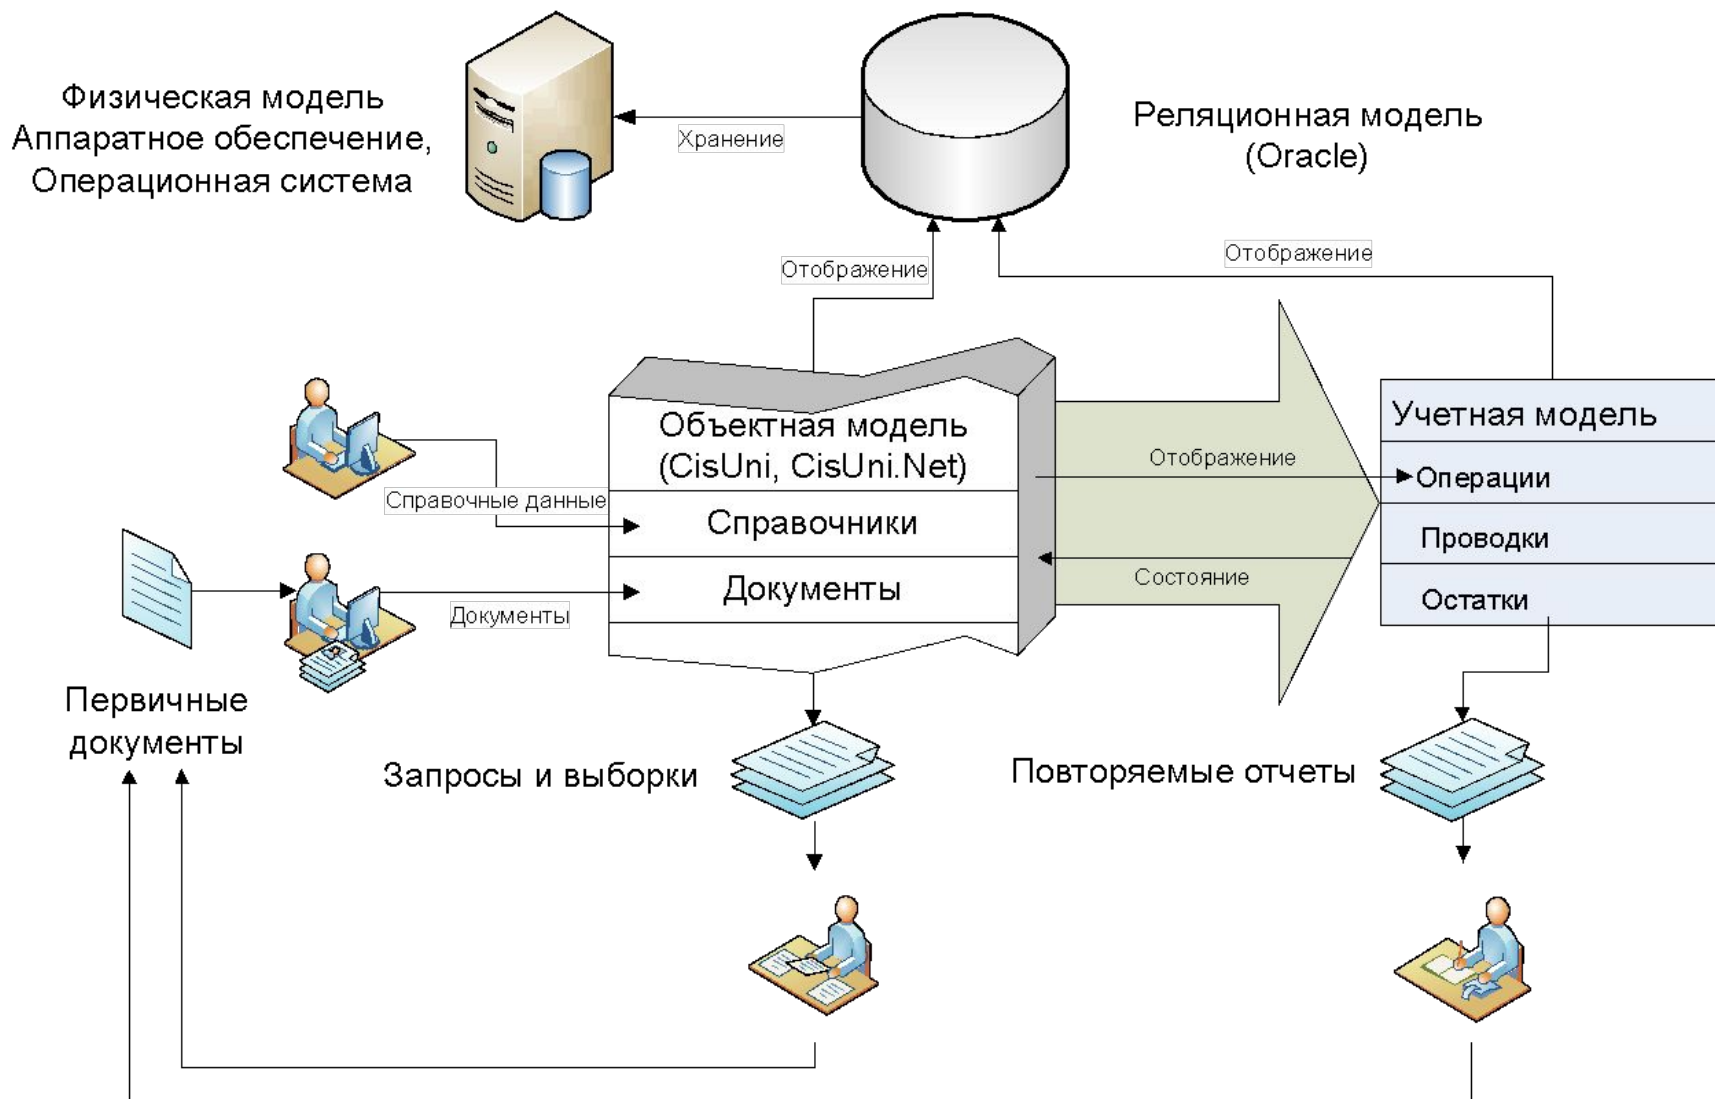 Физическая модель
Аппаратное обеспечение,
Операционная система
Хранение
Реляционная модель
(Oracle)
Отображение
Отображение
Объектная модель
(CisUni, CisUni.Net)
Справочники
Документы
Отображение
Состояние
Учетная модель
Операции
Проводки
Остатки
Справочные данные
Документы
Первичные
документы
Запросы и выборки
Повторяемые отчеты